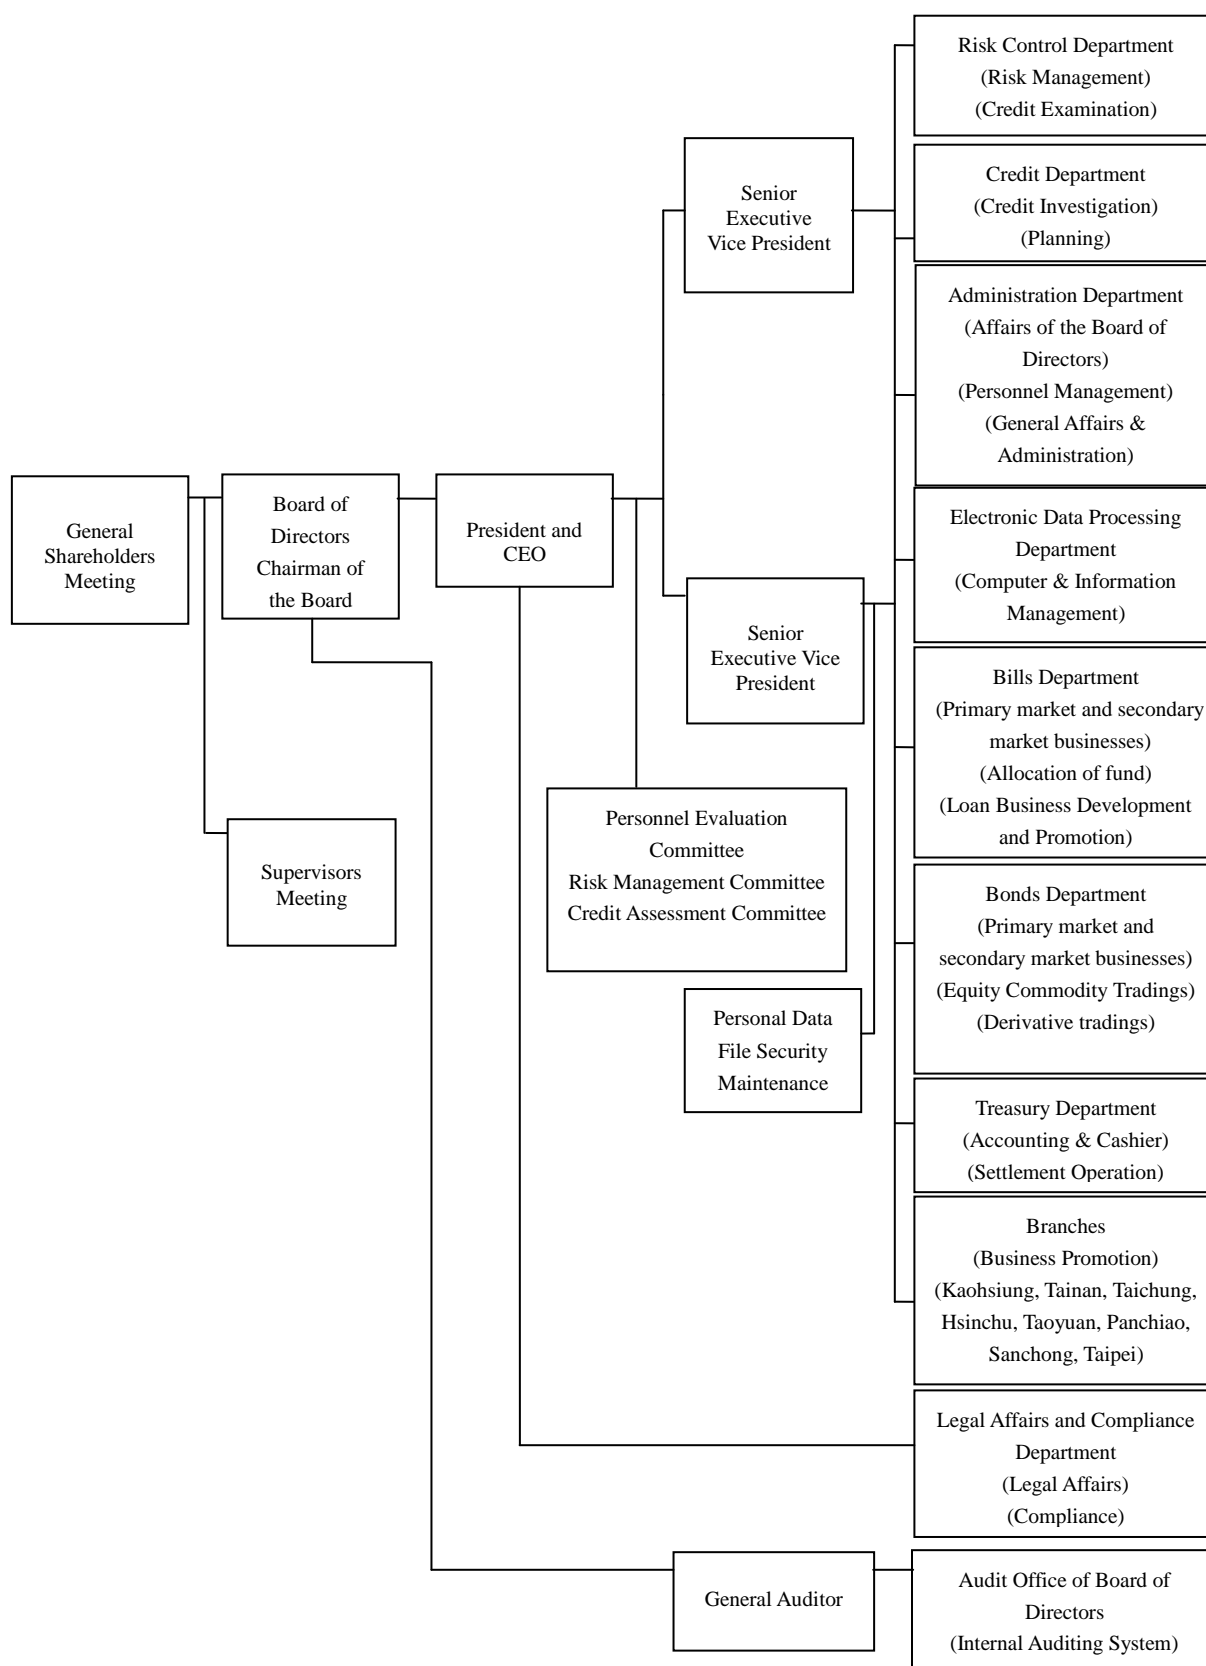 General
Shareholders
Meeting
Board of
Directors
Chairman of
the Board
Supervisors
Meeting
President and
CEO
Senior
Executive
Vice President
Senior
Executive Vice
President
Personnel Evaluation
Committee
Risk Management Committee
Credit Assessment Committee
Personal Data
File Security
Maintenance
General Auditor
Risk Control Department
(Risk Management)
(Credit Examination)
Credit Department
(Credit Investigation)
(Planning)
Administration Department
(Affairs of the Board of
Directors)
(Personnel Management)
(General Affairs &
Administration)
Electronic Data Processing
Department
(Computer & Information
Management)
Bills Department
(Primary market and secondary
market businesses)
(Allocation of fund)
(Loan Business Development
and Promotion)
Bonds Department
(Primary market and
secondary market businesses)
(Equity Commodity Tradings)
(Derivative tradings)
Treasury Department
(Accounting & Cashier)
(Settlement Operation)
Branches
(Business Promotion)
(Kaohsiung, Tainan, Taichung,
Hsinchu, Taoyuan, Panchiao,
Sanchong, Taipei)
Legal Affairs and Compliance
Department
(Legal Affairs)
(Compliance)
Audit Office of Board of
Directors
(Internal Auditing System)